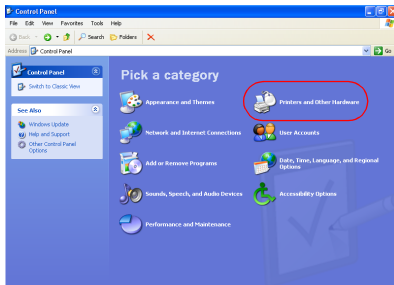 Control Panel
File Edit View Favorites Tools Help
Back Search Folders
Address Control Panel Go
Control Panel
Switch to Classic View
See Also
Windows Update
Help and Support
Other Control Panel
Options
Pick a category
Appearance and Themes
Printers and Other Hardware
Network and Internet Connections
User Accounts
Add or Remove Programs
Date, Time, Language, and Regional
Options
Sounds, Speech, and Audio Devices
Accessibility Options
Performance and Maintenance